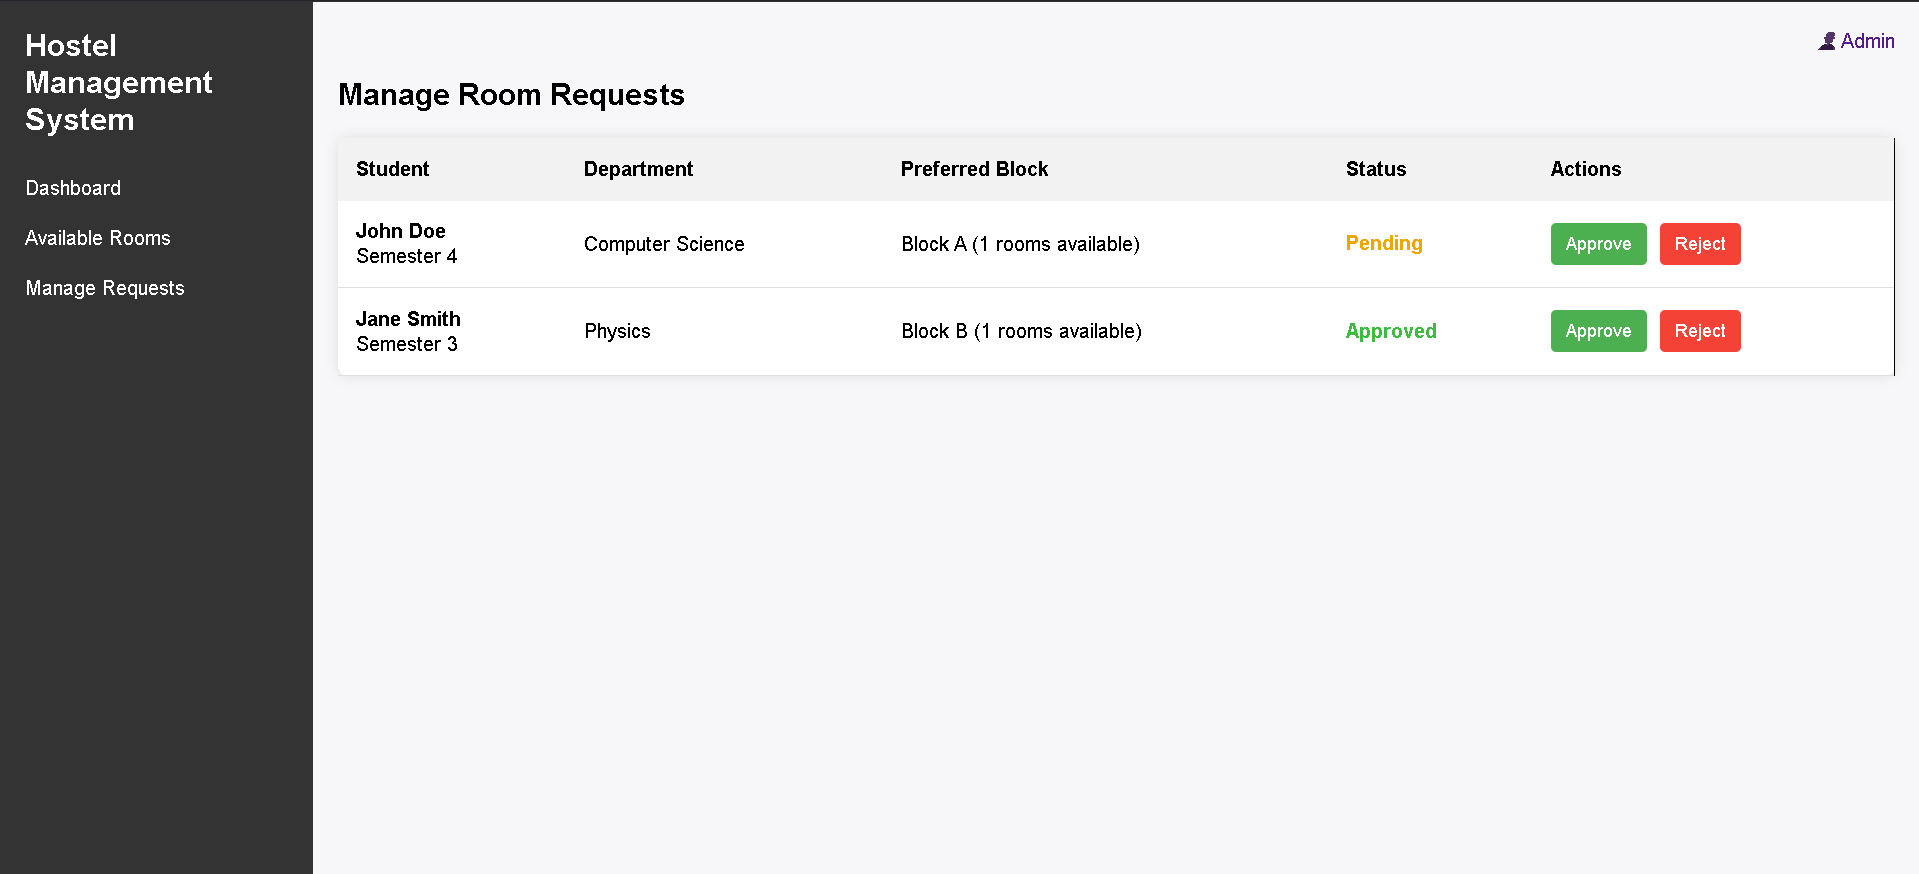 Hostel
Management
System
Dashboard
Available Rooms
Manage Requests
Admin
Manage Room Requests
Student Department Preferred Block Status Actions
John Doe
Semester 4
Computer Science Block A (1 rooms available) Pending Approve Reject
Jane Smith
Semester 3
Physics Block B (1 rooms available) Approved Approve Reject